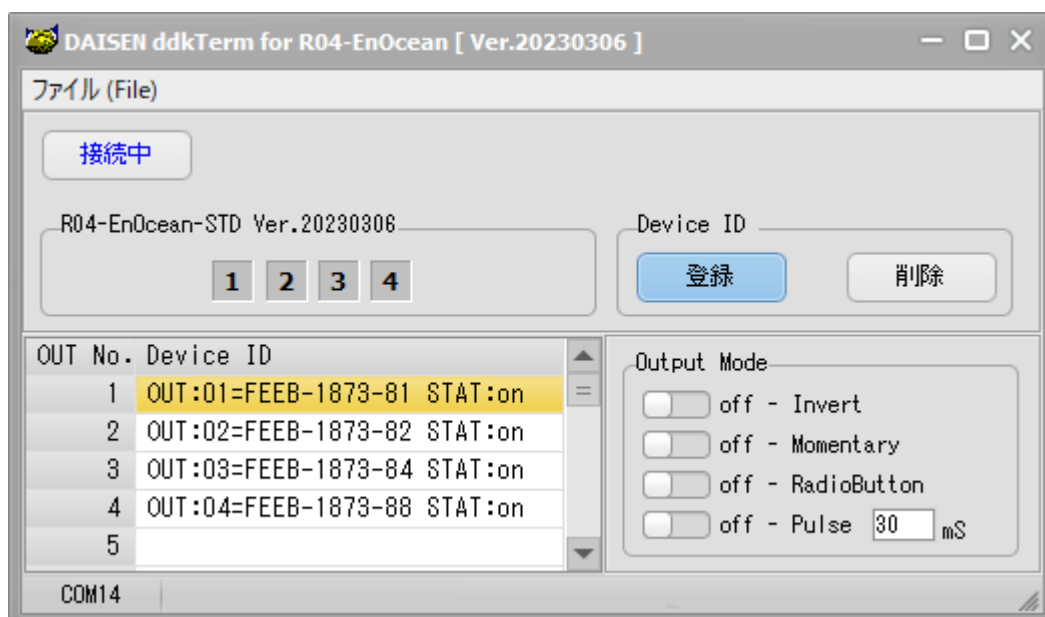 DAISEN ddkTerm for R04-EnOcean [ Ver.20230306 ]
ファイル (File)
接続中
R04-EnOcean-STD Ver.20230306
1 2 3 4
Device ID
登録 削除
OUT No. Device ID
1 OUT:01=FEEB-1873-81 STAT:on
2 OUT:02=FEEB-1873-82 STAT:on
3 OUT:03=FEEB-1873-84 STAT:on
4 OUT:04=FEEB-1873-88 STAT:on
5
Output Mode
off - Invert
off - Momentary
off - RadioButton
off - Pulse 30 mS
COM14